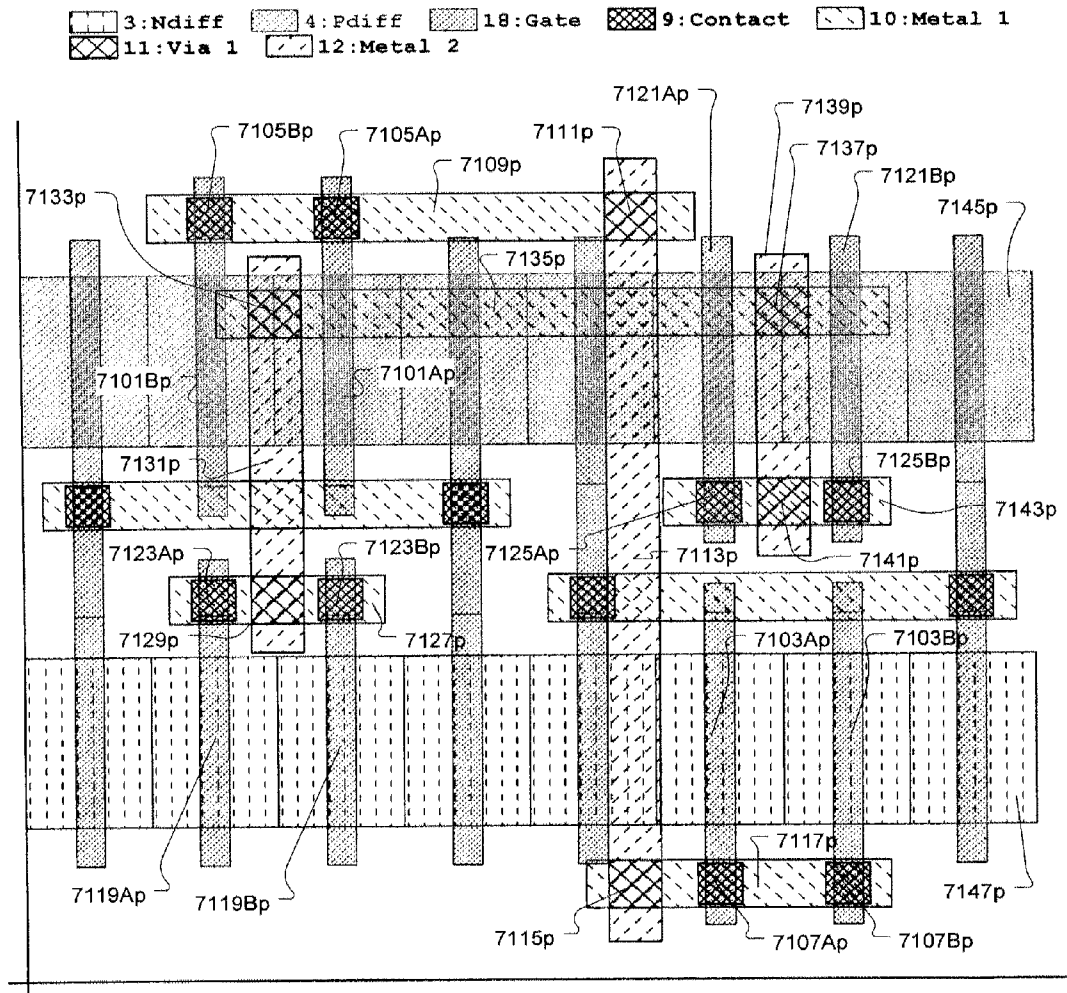 3:Ndiff 4:Pdiff 18:Gate 9:Contact 10:Metal 1
11:Via 1 12:Metal 2
7121Ap
7139p
7105Bp 7105Ap 7111p
7137p
7109p
7121Bp
7133p
7145p
7135p
7101Bp 7101Ap
7131p
7125Bp
7143p
7123Ap 7123Bp 7125Ap 7113p 7141p
7129p 7127p 7103Ap 7103Bp
7117p
7119Ap 7119Bp 7147p
7115p 7107Ap 7107Bp